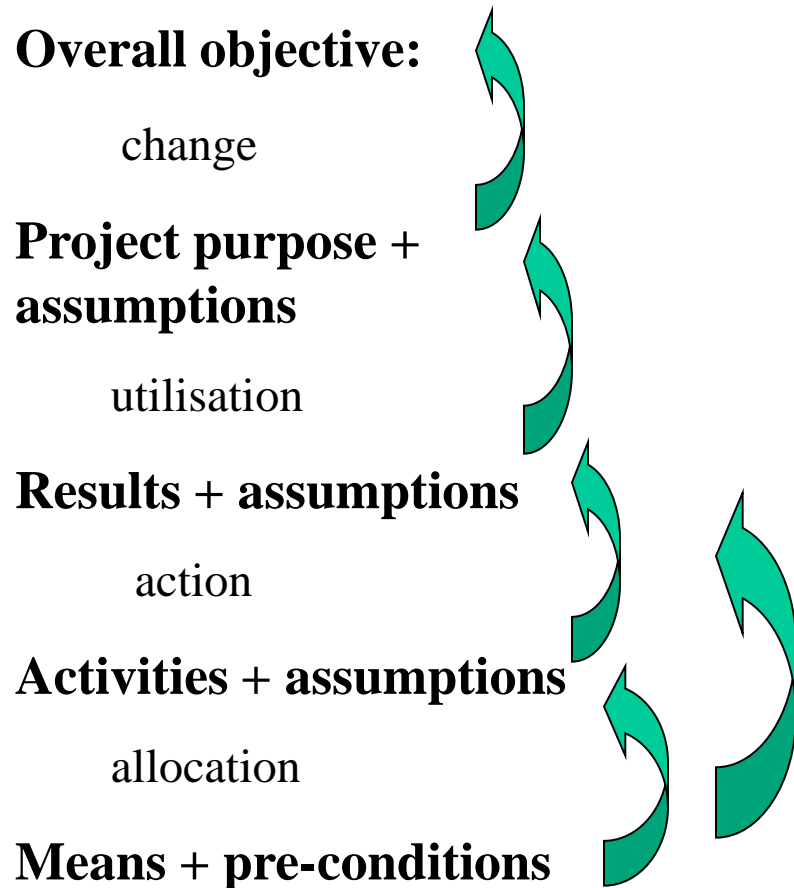 Overall objective:
change
Project purpose +
assumptions
utilisation
Results + assumptions
action
Activities + assumptions
allocation
Means + pre-conditions